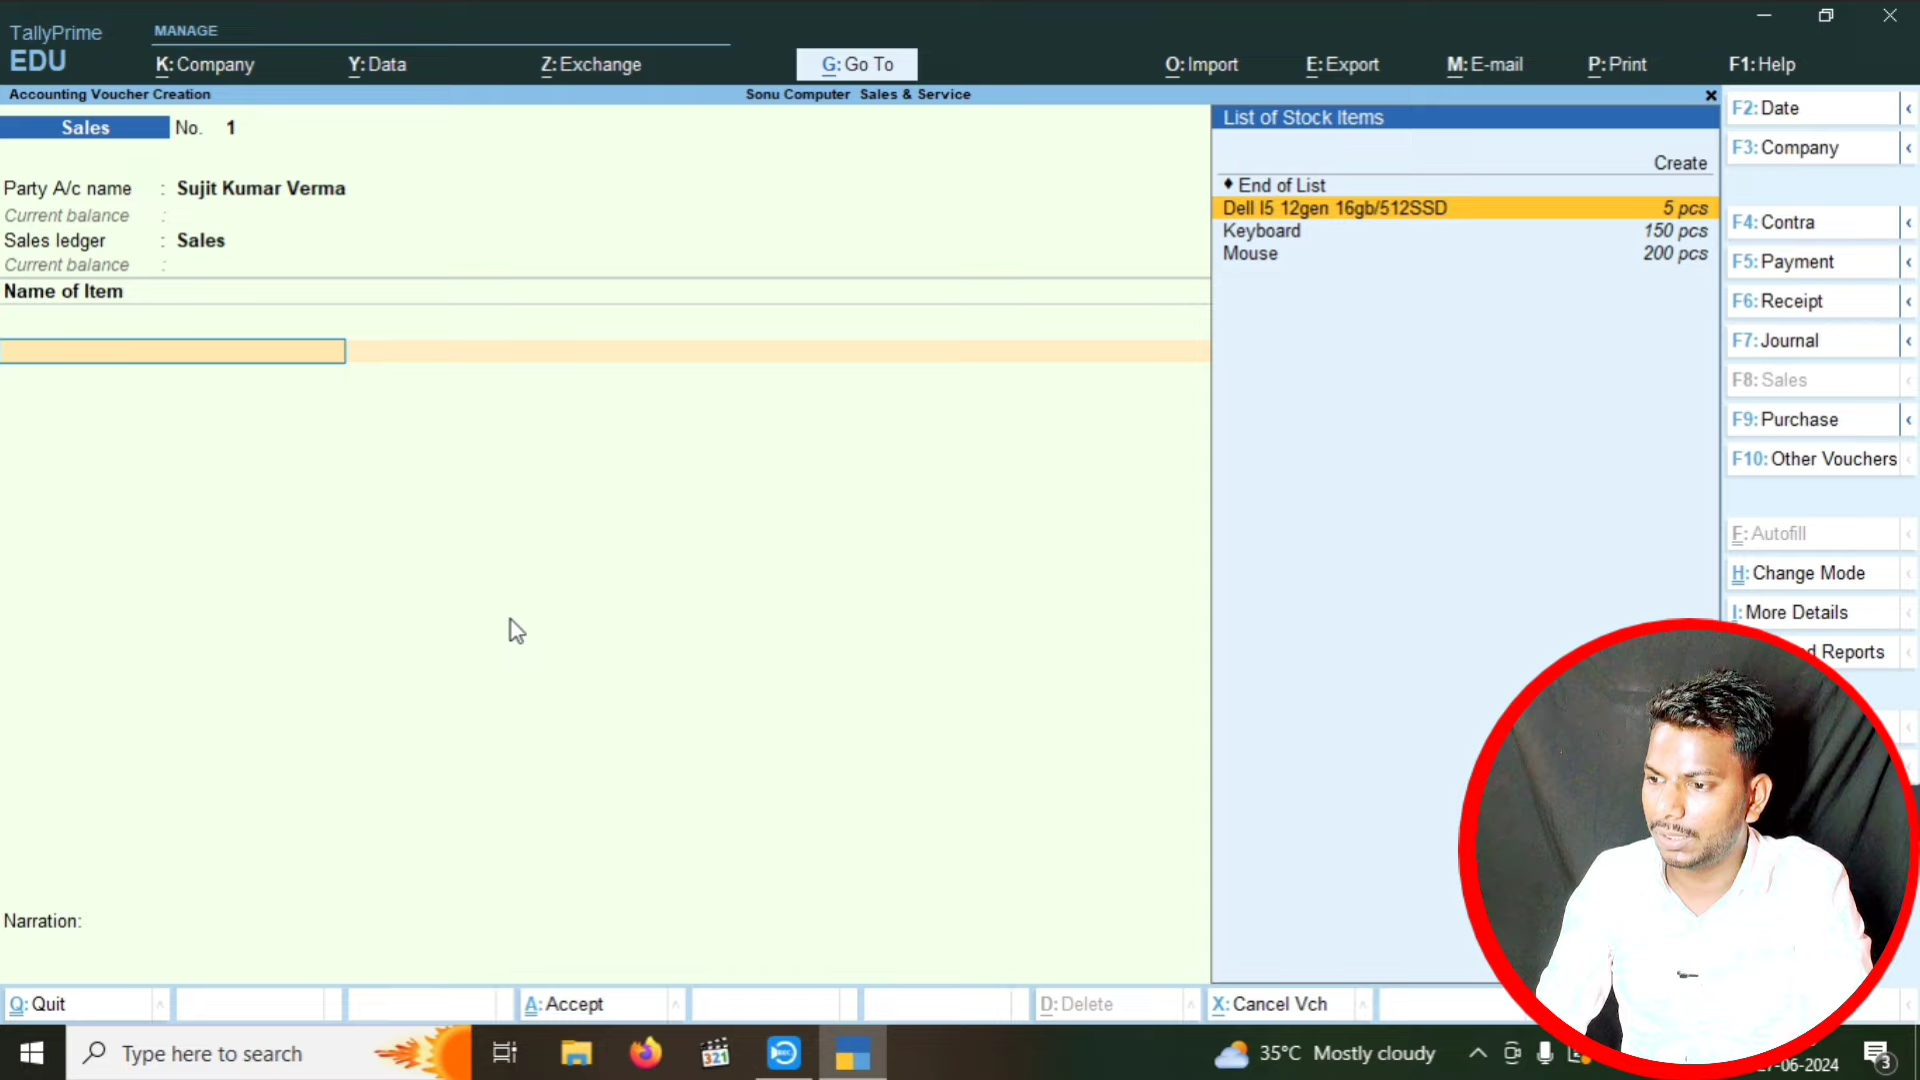 TallyPrime
EDU
MANAGE
K: Company
Y: Data
Z: Exchange
G: Go To
O: Import
E: Export
M: E-mail
P: Print
F1: Help
Accounting Voucher Creation
Sonu Computer Sales & Service
Sales No. 1
Party A/c name : Sujit Kumar Verma
Current balance :
Sales ledger : Sales
Current balance :
Name of Item
Narration:
List of Stock Items
Create
♦ End of List
Dell I5 12gen 16gb/512SSD 5 pcs
Keyboard 150 pcs
Mouse 200 pcs
F2: Date
F3: Company
F4: Contra
F5: Payment
F6: Receipt
F7: Journal
F8: Sales
F9: Purchase
F10: Other Vouchers
F: Autofill
H: Change Mode
I: More Details
Reports
Q: Quit
A: Accept
D: Delete
X: Cancel Vch
Type here to search
321
REC
35°C Mostly cloudy
-06-2024
3